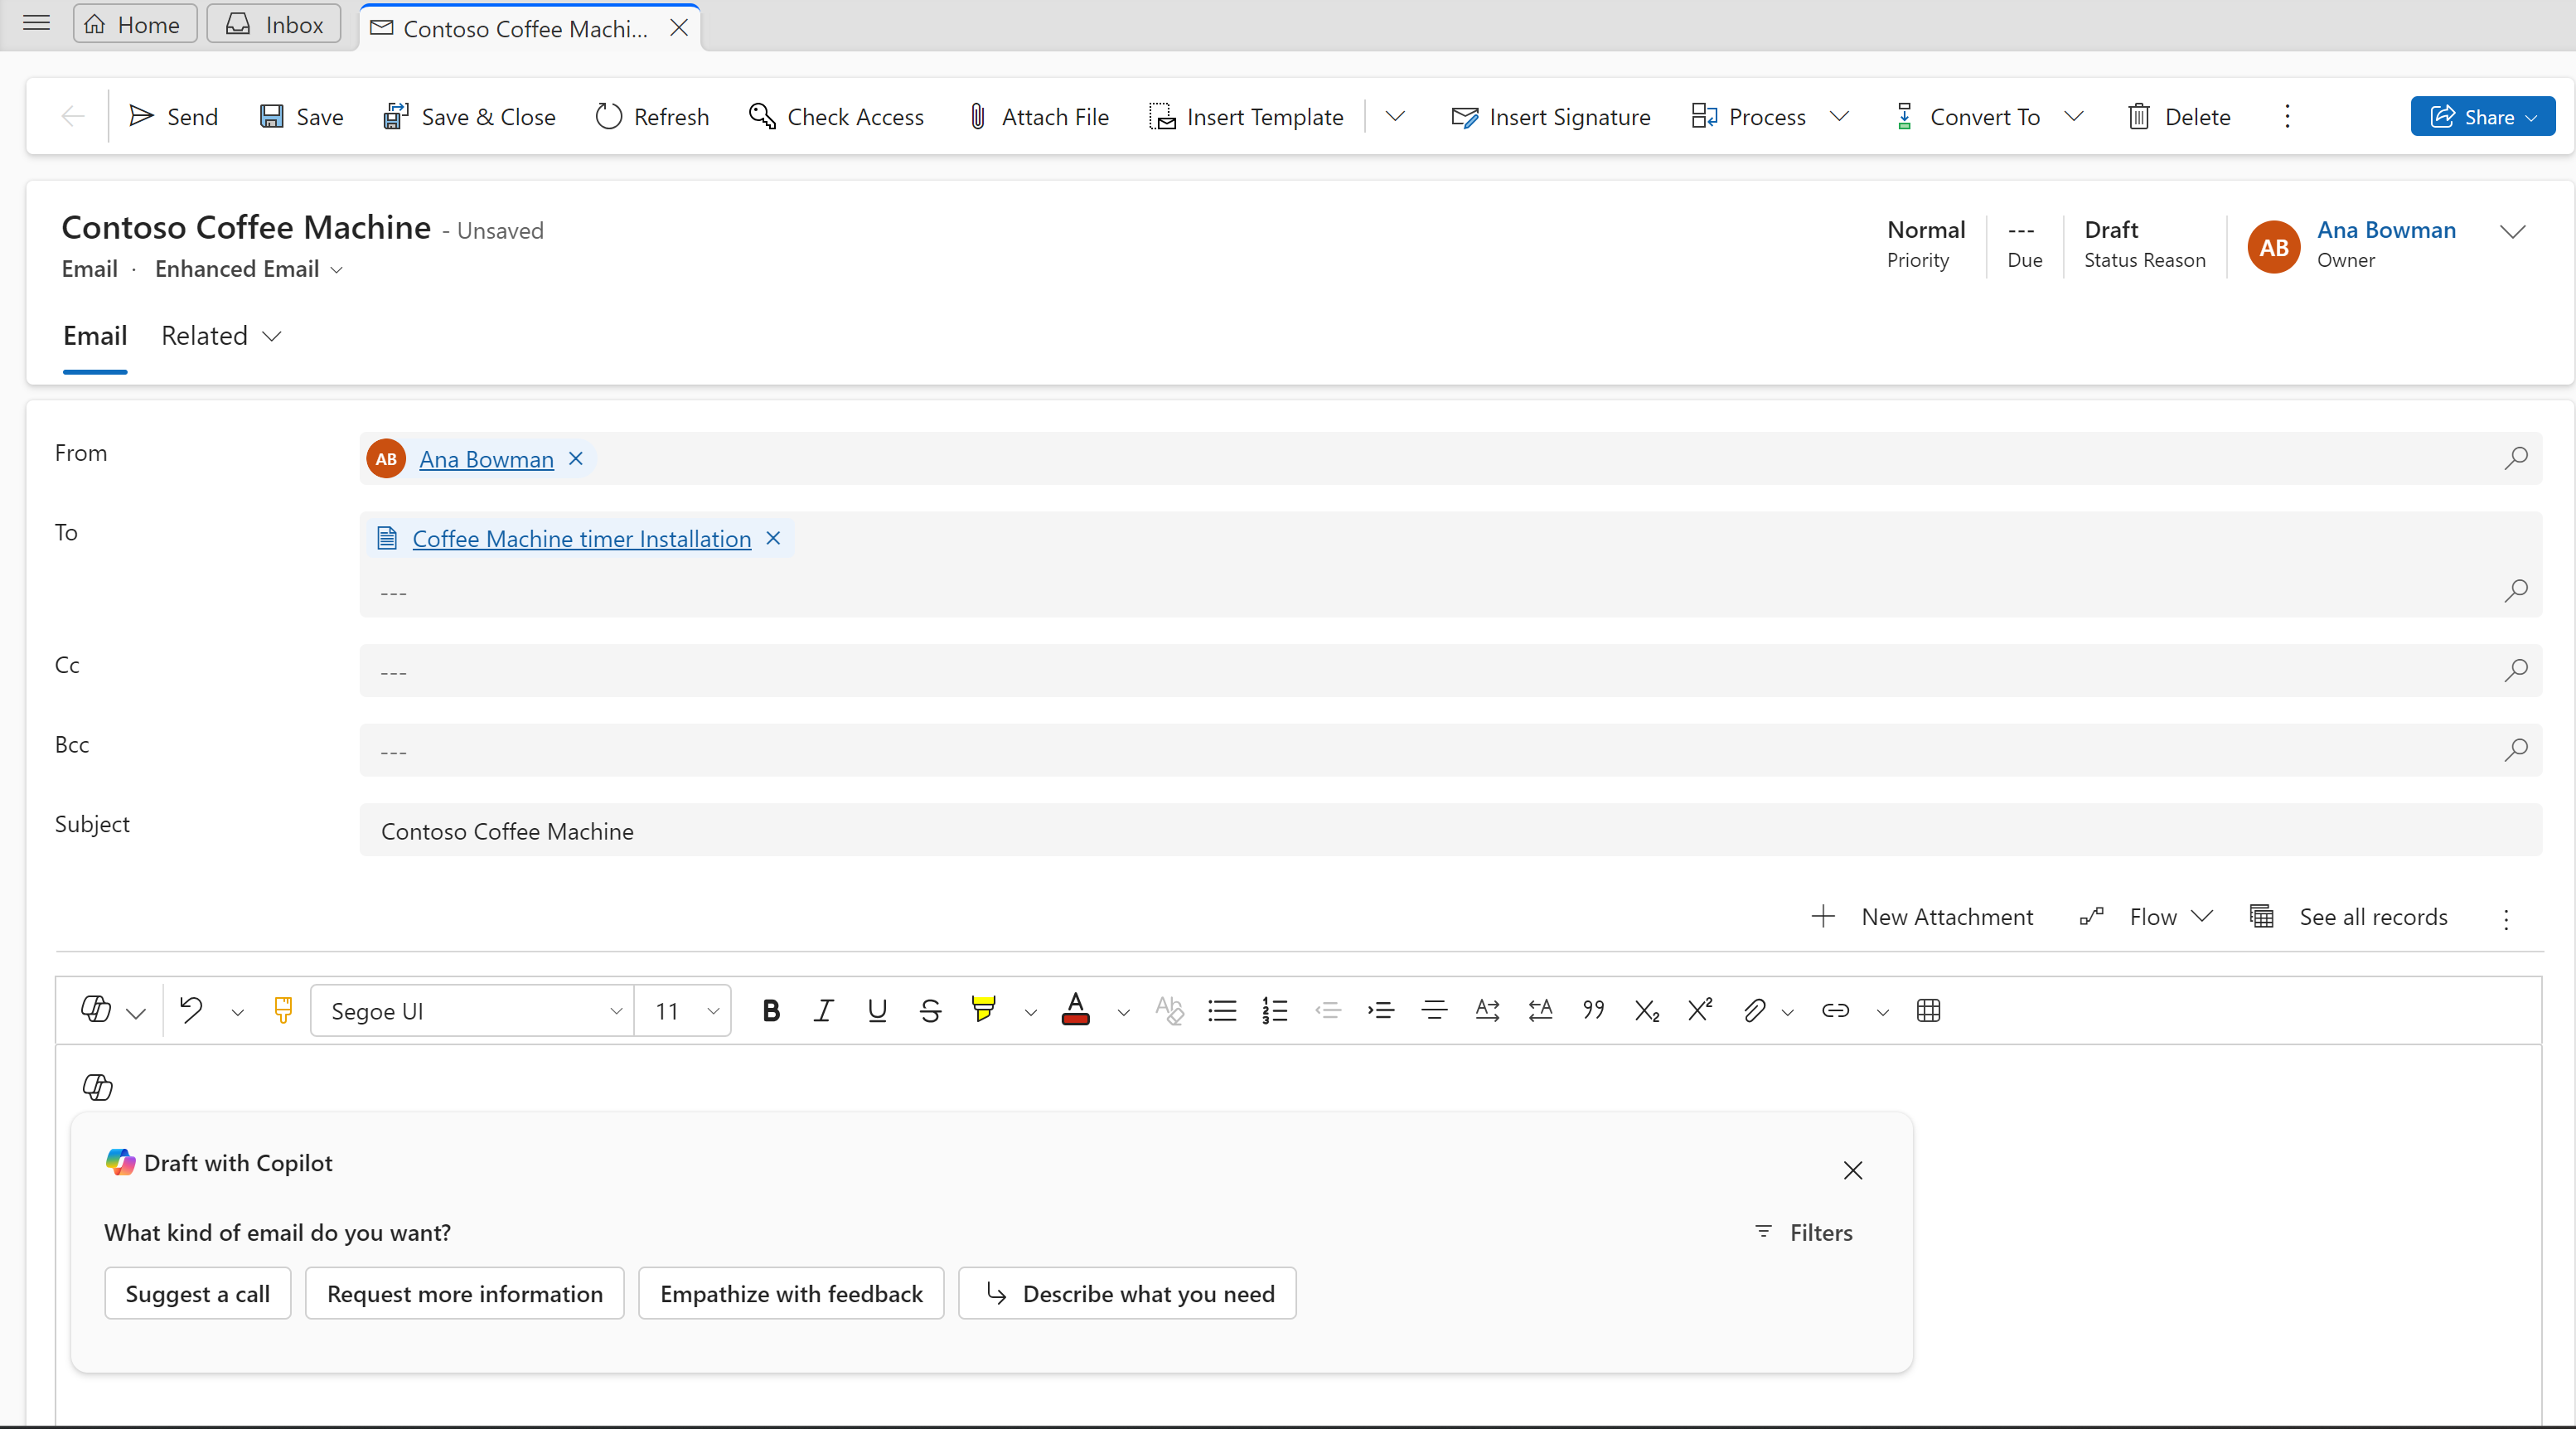 Home Inbox Contoso Coffee Machi...
Send Save Save & Close Refresh Check Access Attach File Insert Template Insert Signature Process Convert To Delete Share
Contoso Coffee Machine - Unsaved
Email · Enhanced Email
Normal
Priority
---
Due
Draft
Status Reason
AB
Ana Bowman
Owner
Email Related
From AB Ana Bowman
To Coffee Machine timer Installation
---
Cc ---
Bcc ---
Subject Contoso Coffee Machine
New Attachment Flow See all records
Segoe UI 11
Draft with Copilot
What kind of email do you want? Filters
Suggest a call Request more information Empathize with feedback Describe what you need